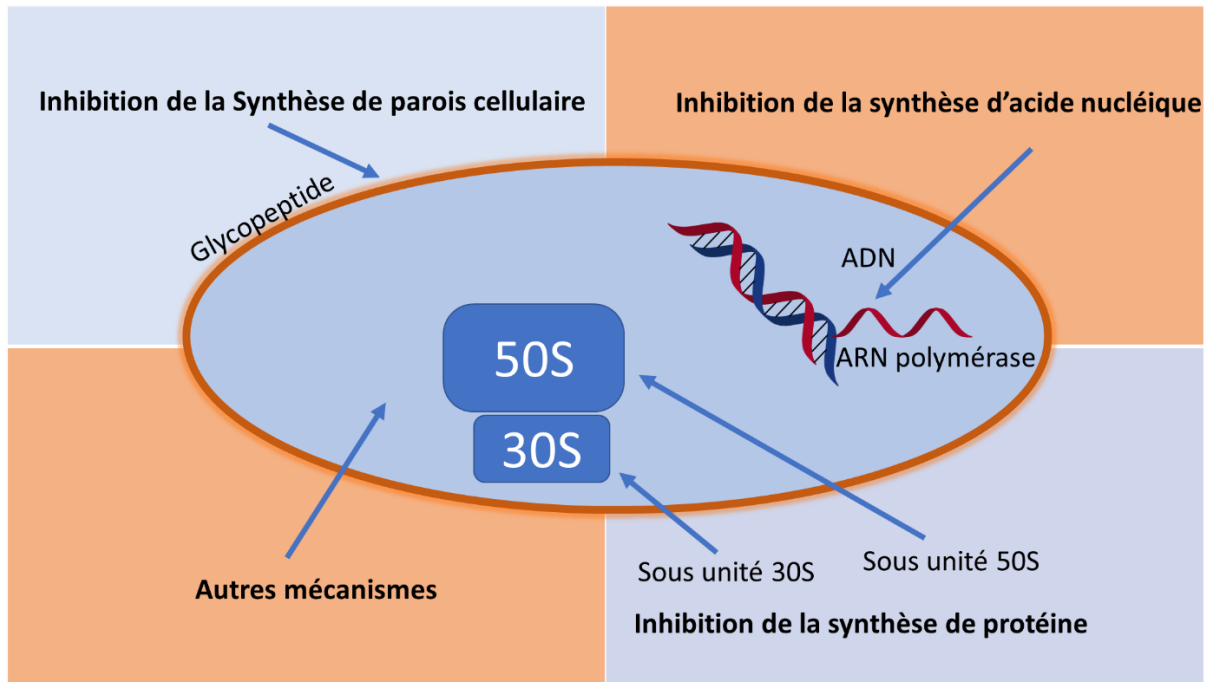 Inhibition de la Synthèse de parois cellulaire
Inhibition de la synthèse d’acide nucléique
Glycopeptide
ADN
ARN polymérase
50S
30S
Autres mécanismes
Sous unité 30S
Sous unité 50S
Inhibition de la synthèse de protéine